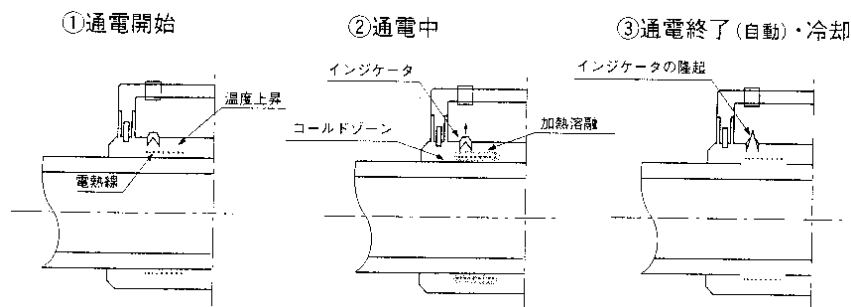 ①通電開始
温度上昇
電熱線
②通電中
インジケータ
コールドゾーン
加熱溶融
③通電終了(自動)・冷却
インジケータの隆起